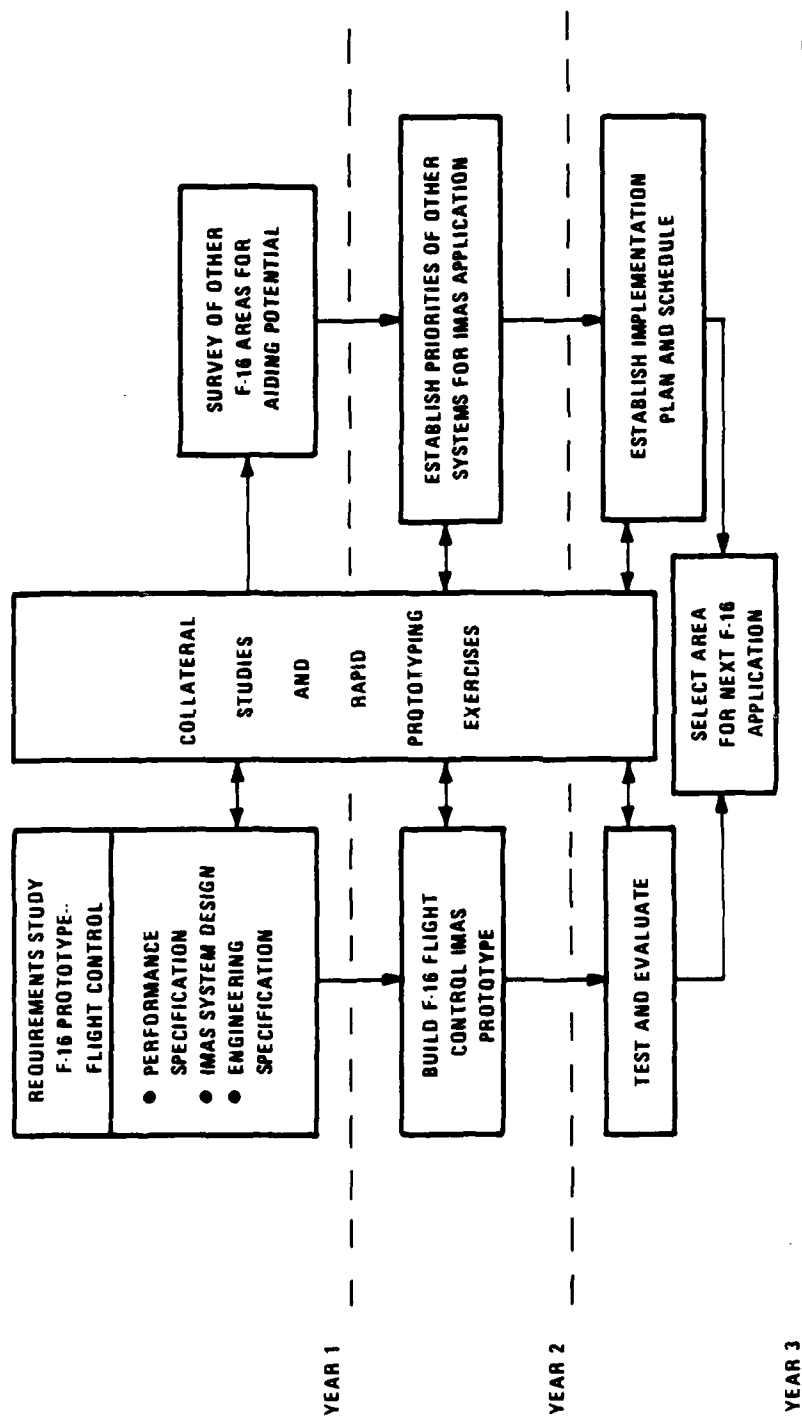 REQUIREMENTS STUDY
F-16 PROTOTYPE--
FLIGHT CONTROL
● PERFORMANCE
SPECIFICATION
● IMAS SYSTEM DESIGN
● ENGINEERING
SPECIFICATION
COLLATERAL
STUDIES
AND
RAPID
PROTOTYPING
EXERCISES
SURVEY OF OTHER
F-16 AREAS FOR
AIDING POTENTIAL
YEAR 1
BUILD F-16 FLIGHT
CONTROL IMAS
PROTOTYPE
ESTABLISH PRIORITIES OF OTHER
SYSTEMS FOR IMAS APPLICATION
YEAR 2
TEST AND EVALUATE
ESTABLISH IMPLEMENTATION
PLAN AND SCHEDULE
SELECT AREA
FOR NEXT F-16
APPLICATION
YEAR 3